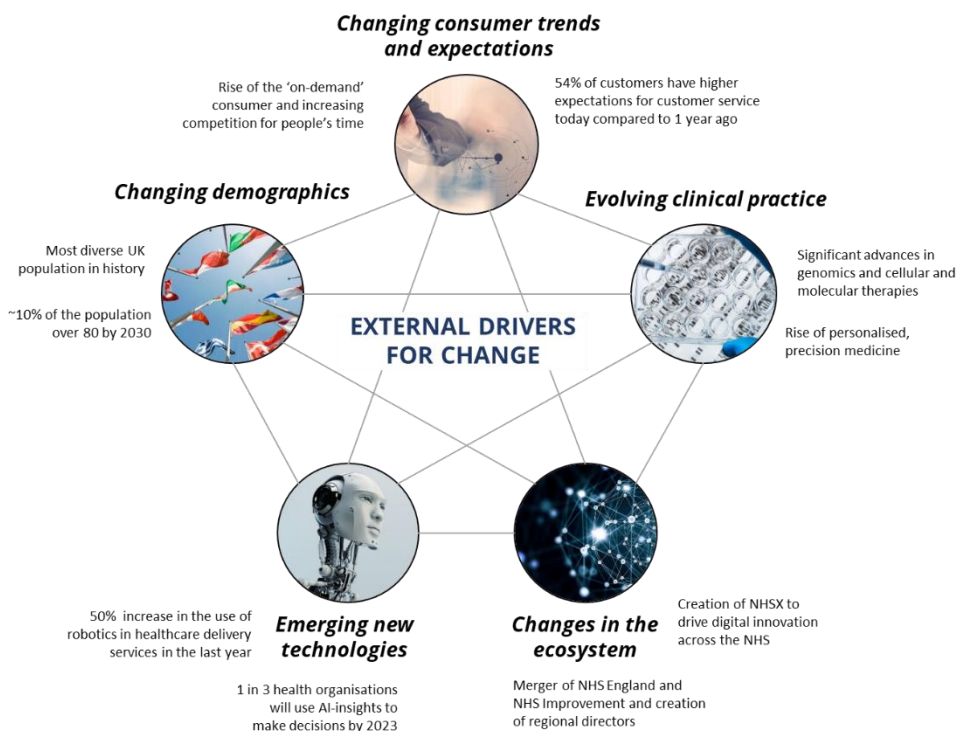 Changing consumer trends
and expectations
Rise of the ‘on-demand’
consumer and increasing
competition for people’s time
54% of customers have higher
expectations for customer service
today compared to 1 year ago
Changing demographics
Most diverse UK
population in history
~10% of the population
over 80 by 2030
Evolving clinical practice
Significant advances in
genomics and cellular and
molecular therapies
Rise of personalised,
precision medicine
EXTERNAL DRIVERS
FOR CHANGE
50% increase in the use of
robotics in healthcare delivery
services in the last year
Emerging new
technologies
1 in 3 health organisations
will use AI-insights to
make decisions by 2023
Changes in the
ecosystem
Creation of NHSX to
drive digital innovation
across the NHS
Merger of NHS England and
NHS Improvement and creation
of regional directors